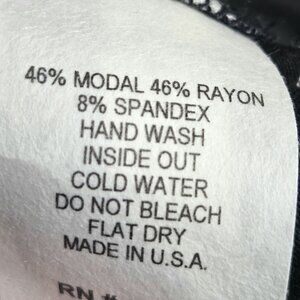 46% MODAL 46% RAYON
8% SPANDEX
HAND WASH
INSIDE OUT
COLD WATER
DO NOT BLEACH
FLAT DRY
MADE IN U.S.A.
RN #